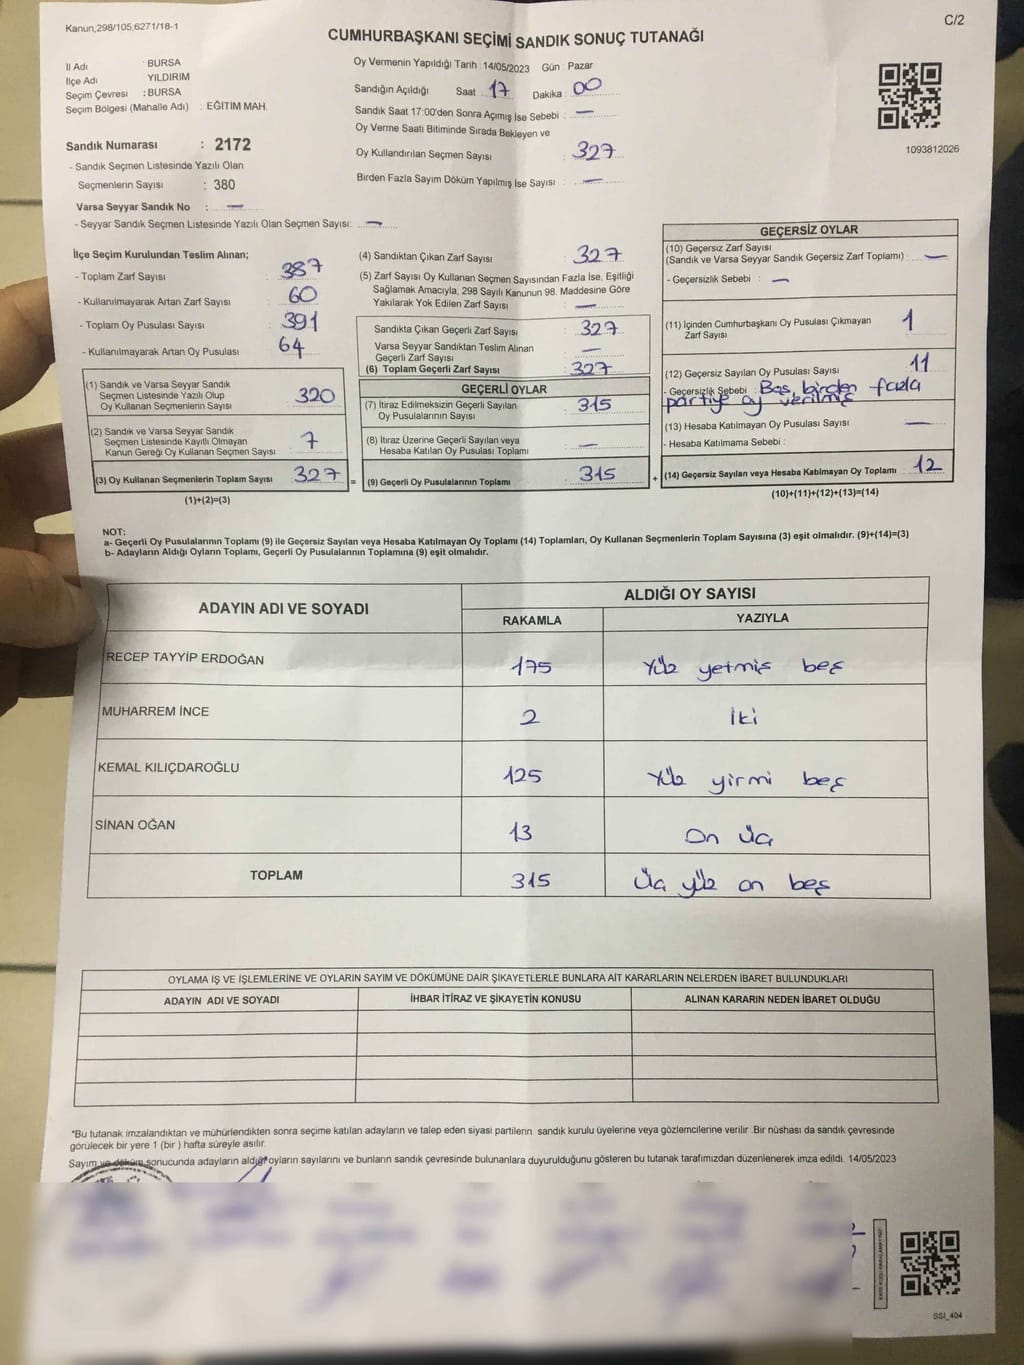 Kanun;298/105;6271/18-1
C/2
CUMHURBAŞKANI SEÇİMİ SANDIK SONUÇ TUTANAĞI
İl Adı : BURSA
İlçe Adı YILDIRIM
Seçim Çevresi : BURSA
Seçim Bölgesi (Mahalle Adı) : EĞİTİM MAH.
Sandık Numarası : 2172
- Sandık Seçmen Listesinde Yazılı Olan
Seçmenlerin Sayısı : 380
Varsa Seyyar Sandık No : —
- Seyyar Sandık Seçmen Listesinde Yazılı Olan Seçmen Sayısı: —
Oy Vermenin Yapıldığı Tarih : 14/05/2023 Gün : Pazar
Sandığın Açıldığı Saat : 17 Dakika : 00
Sandık Saat 17:00'den Sonra Açımış İse Sebebi : —
Oy Verme Saati Bitiminde Sırada Bekleyen ve
Oy Kullandırılan Seçmen Sayısı : 327
Birden Fazla Sayım Döküm Yapılmış İse Sayısı : —
1093812026
İlçe Seçim Kurulundan Teslim Alınan;
- Toplam Zarf Sayısı : 387
- Kullanılmayarak Artan Zarf Sayısı : 60
- Toplam Oy Pusulası Sayısı : 391
- Kullanılmayarak Artan Oy Pusulası : 64
(1) Sandık ve Varsa Seyyar Sandık
Seçmen Listesinde Yazılı Olup
Oy Kullanan Seçmenlerin Sayısı : 320
(2) Sandık ve Varsa Seyyar Sandık
Seçmen Listesinde Kayıtlı Olmayan
Kanun Gereği Oy Kullanan Seçmen Sayısı : 7
(3) Oy Kullanan Seçmenlerin Toplam Sayısı : 327
(1)+(2)=(3)
(4) Sandıktan Çıkan Zarf Sayısı : 327
(5) Zarf Sayısı Oy Kullanan Seçmen Sayısından Fazla İse, Eşitliği
Sağlamak Amacıyla, 298 Sayılı Kanunun 98. Maddesine Göre
Yakılarak Yok Edilen Zarf Sayısı : —
Sandıkta Çıkan Geçerli Zarf Sayısı : 327
Varsa Seyyar Sandıktan Teslim Alınan
Geçerli Zarf Sayısı : —
(6) Toplam Geçerli Zarf Sayısı : 327
GEÇERLİ OYLAR
(7) İtiraz Edilmeksizin Geçerli Sayılan
Oy Pusulalarının Sayısı : 315
(8) İtiraz Üzerine Geçerli Sayılan veya
Hesaba Katılan Oy Pusulası Toplamı : —
= (9) Geçerli Oy Pusulalarının Toplamı : 315 +
GEÇERSİZ OYLAR
(10) Geçersiz Zarf Sayısı
(Sandık ve Varsa Seyyar Sandık Geçersiz Zarf Toplamı) : —
- Geçersizlik Sebebi : —
(11) İçinden Cumhurbaşkanı Oy Pusulası Çıkmayan
Zarf Sayısı : 1
(12) Geçersiz Sayılan Oy Pusulası Sayısı : 11
- Geçersizlik Sebebi : Boş, birden fazla
partiye oy verilmiş
(13) Hesaba Katılmayan Oy Pusulası Sayısı : —
- Hesaba Katılmama Sebebi :
(14) Geçersiz Sayılan veya Hesaba Katılmayan Oy Toplamı : 12
(10)+(11)+(12)+(13)=(14)
NOT:
a- Geçerli Oy Pusulalarının Toplamı (9) ile Geçersiz Sayılan veya Hesaba Katılmayan Oy Toplamı (14) Toplamları, Oy Kullanan Seçmenlerin Toplam Sayısına (3) eşit olmalıdır. (9)+(14)=(3)
b- Adayların Aldığı Oyların Toplamı, Geçerli Oy Pusulalarının Toplamına (9) eşit olmalıdır.
ADAYIN ADI VE SOYADI ALDIĞI OY SAYISI
RAKAMLA YAZIYLA
RECEP TAYYİP ERDOĞAN 175 Yüz yetmiş beş
MUHARREM İNCE 2 İki
KEMAL KILIÇDAROĞLU 125 Yüz yirmi beş
SİNAN OĞAN 13 On üç
TOPLAM 315 Üç yüz on beş
OYLAMA İŞ VE İŞLEMLERİNE VE OYLARIN SAYIM VE DÖKÜMÜNE DAİR ŞİKAYETLERLE BUNLARA AİT KARARLARIN NELERDEN İBARET BULUNDUKLARI
ADAYIN ADI VE SOYADI İHBAR İTİRAZ VE ŞİKAYETİN KONUSU ALINAN KARARIN NEDEN İBARET OLDUĞU
*Bu tutanak imzalandıktan ve mühürlendikten sonra seçime katılan adayların ve talep eden siyasi partilerin sandık kurulu üyelerine veya gözlemcilerine verilir .Bir nüshası da sandık çevresinde
görülecek bir yere 1 (bir ) hafta süreyle asılır.
Sayım ve döküm sonucunda adayların aldığı oyların sayılarını ve bunların sandık çevresinde bulunanlara duyurulduğunu gösteren bu tutanak tarafımızdan düzenlenerek imza edildi. 14/05/2023
SSI_404